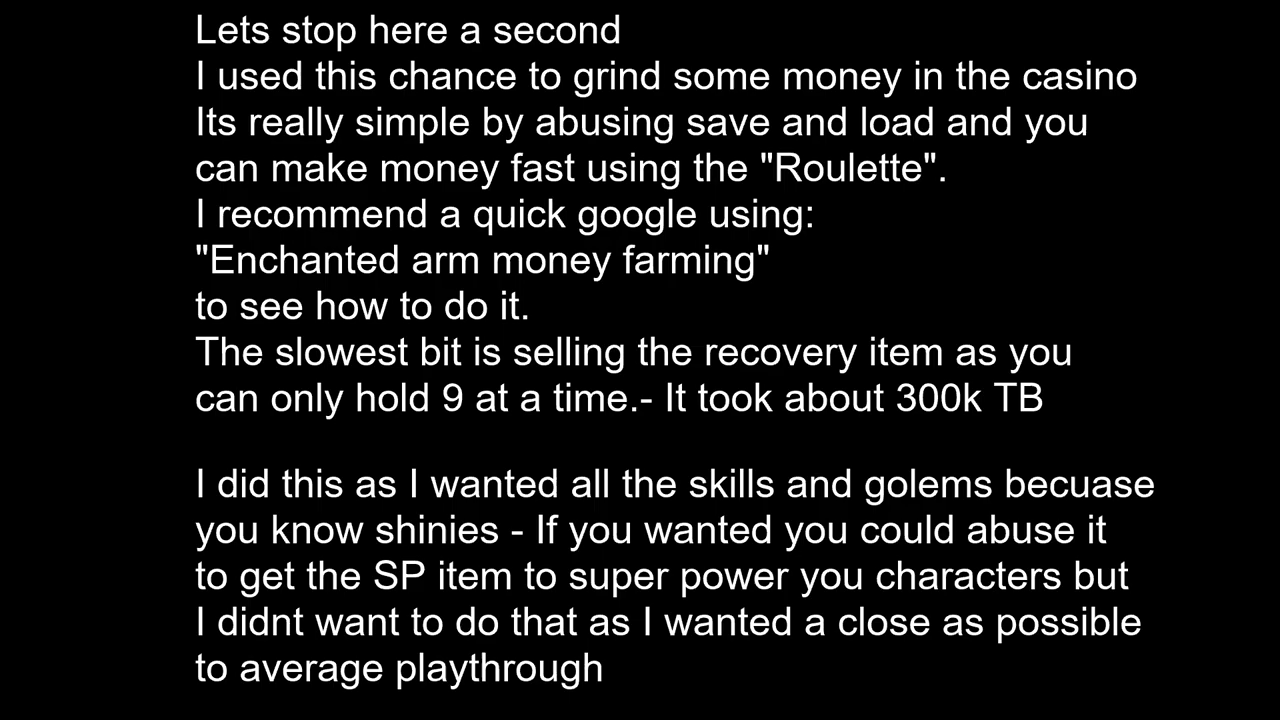 Lets stop here a second
I used this chance to grind some money in the casino
Its really simple by abusing save and load and you
can make money fast using the "Roulette".
I recommend a quick google using:
"Enchanted arm money farming"
to see how to do it.
The slowest bit is selling the recovery item as you
can only hold 9 at a time.- It took about 300k TB
I did this as I wanted all the skills and golems becuase
you know shinies - If you wanted you could abuse it
to get the SP item to super power you characters but
I didnt want to do that as I wanted a close as possible
to average playthrough